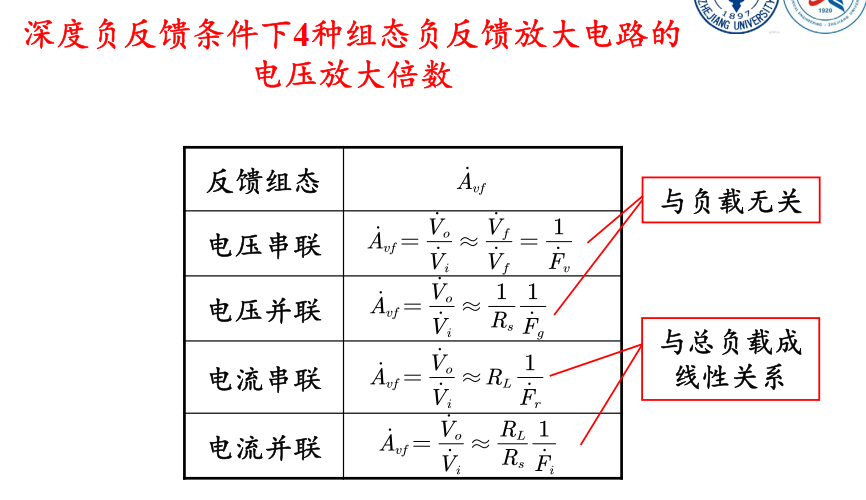 深度负反馈条件下4种组态负反馈放大电路的
电压放大倍数
ZHEJIANG UNIVERSITY
1897
1920
反馈组态 $\dot{A}_{vf}$
与负载无关
电压串联 $\dot{A}_{vf}=\frac{\dot{V}_o}{\dot{V}_i}\approx\frac{\dot{V}_f}{\dot{V}_f}=\frac{1}{\dot{F}_v}$
电压并联 $\dot{A}_{vf}=\frac{\dot{V}_o}{\dot{V}_i}\approx\frac{1}{R_s}\frac{1}{\dot{F}_g}$
与总负载成
线性关系
电流串联 $\dot{A}_{vf}=\frac{\dot{V}_o}{\dot{V}_i}\approx R_L\frac{1}{\dot{F}_r}$
电流并联 $\dot{A}_{vf}=\frac{\dot{V}_o}{\dot{V}_i}\approx\frac{R_L}{R_s}\frac{1}{\dot{F}_i}$